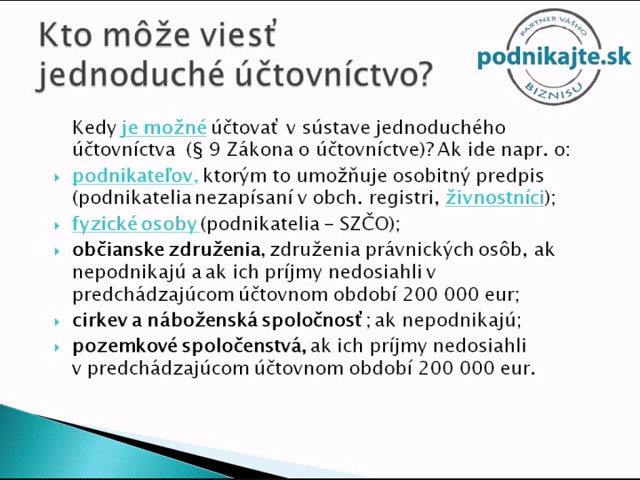 Kto môže viesť
jednoduché účtovníctvo?
PARTNER VÁŠHO
podnikajte.sk
BIZNISU
Kedy je možné účtovať v sústave jednoduchého
účtovníctva (§ 9 Zákona o účtovníctve)? Ak ide napr. o:
podnikateľov, ktorým to umožňuje osobitný predpis
(podnikatelia nezapísaní v obch. registri, živnostníci);
fyzické osoby (podnikatelia – SZČO);
občianske združenia, združenia právnických osôb, ak
nepodnikajú a ak ich príjmy nedosiahli v
predchádzajúcom účtovnom období 200 000 eur;
cirkev a náboženská spoločnosť ; ak nepodnikajú;
pozemkové spoločenstvá, ak ich príjmy nedosiahli
v predchádzajúcom účtovnom období 200 000 eur.